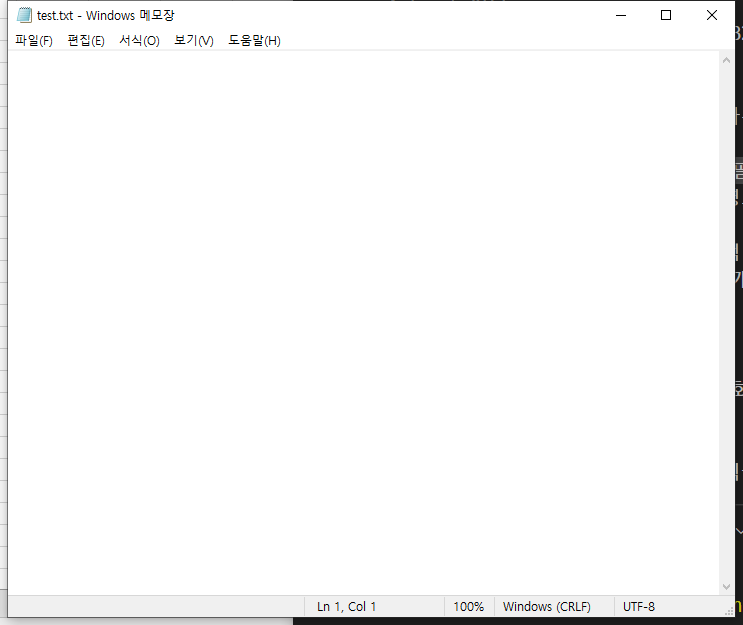 test.txt - Windows 메모장
파일(F) 편집(E) 서식(O) 보기(V) 도움말(H)
Ln 1, Col 1 100% Windows (CRLF) UTF-8